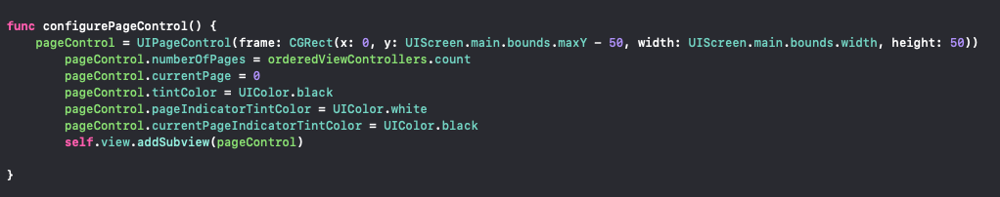 func configurePageControl() {
    pageControl = UIPageControl(frame: CGRect(x: 0, y: UIScreen.main.bounds.maxY - 50, width: UIScreen.main.bounds.width, height: 50))
        pageControl.numberOfPages = orderedViewControllers.count
        pageControl.currentPage = 0
        pageControl.tintColor = UIColor.black
        pageControl.pageIndicatorTintColor = UIColor.white
        pageControl.currentPageIndicatorTintColor = UIColor.black
        self.view.addSubview(pageControl)
}